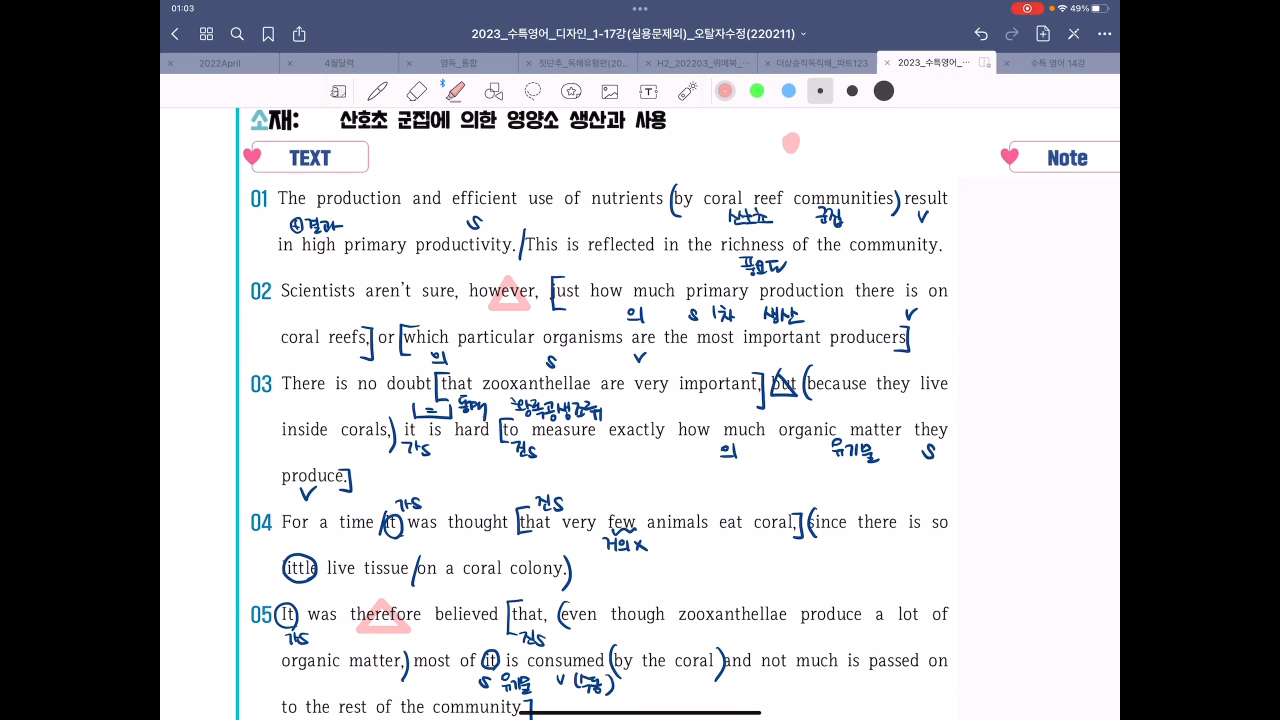 01:03
49%
2023_수특영어_디자인_1-17강(실용문제외)_오탈자수정(220211)
2022April
4월달력
영독_통합
첫단추_독해유형편(20...
H2_202203_위페북_...
더상승직독직해_파트123
2023_수특영어_...
수특 영어 14강
소재: 산호초 군집에 의한 영양소 생산과 사용
TEXT
Note
01 The production and efficient use of nutrients (by coral reef communities) result
결과 S 산산호 군집 V
in high primary productivity. / This is reflected in the richness of the community.
풍요도
02 Scientists aren't sure, however, [just how much primary production there is on
의 S 1차 생산 V
coral reefs,] or [which particular organisms are the most important producers]
의 S V
03 There is no doubt [that zooxanthellae are very important,] but (because they live
= 동격 황록공생조류
inside corals,) it is hard [to measure exactly how much organic matter they
가S 진S 의 유기물 S
produce.]
V
가S 진S
04 For a time / it was thought [that very few animals eat coral,] (since there is so
거의 X
little live tissue / on a coral colony.)
05 It was therefore believed [that, (even though zooxanthellae produce a lot of
가S 진S
organic matter,) most of it is consumed (by the coral) and not much is passed on
S 유기물 V (수동)
to the rest of the community]